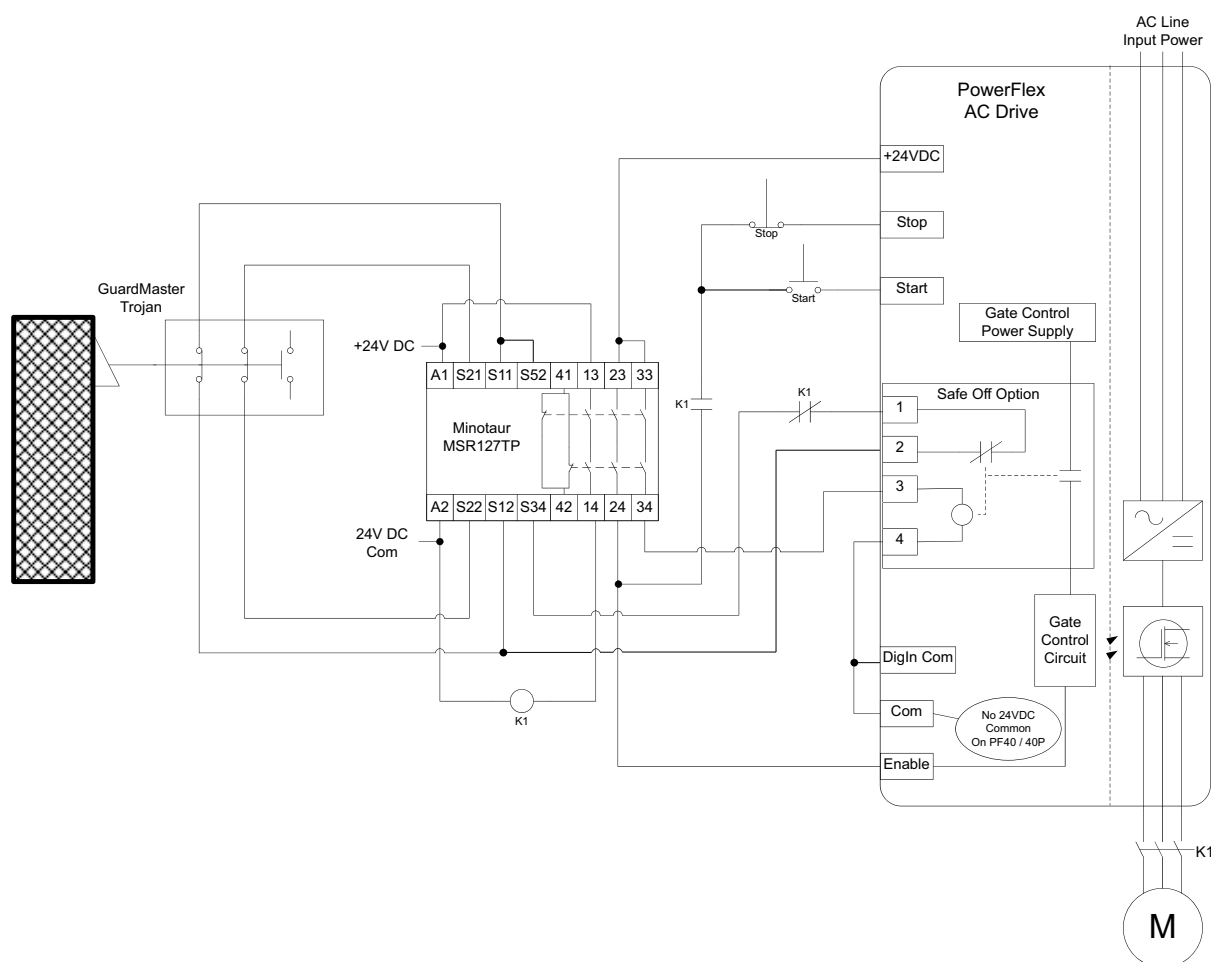 AC Line
Input Power
PowerFlex
AC Drive
+24VDC
Stop
Stop
Start
Start
GuardMaster
Trojan
Gate Control
Power Supply
+24V DC
A1 S21 S11 S52 41 13 23 33
K1
K1
Safe Off Option
1
2
3
4
Minotaur
MSR127TP
A2 S22 S12 S34 42 14 24 34
24V DC
Com
Gate
Control
Circuit
DigIn Com
Com
No 24VDC
Common
On PF40 / 40P
K1
Enable
K1
M